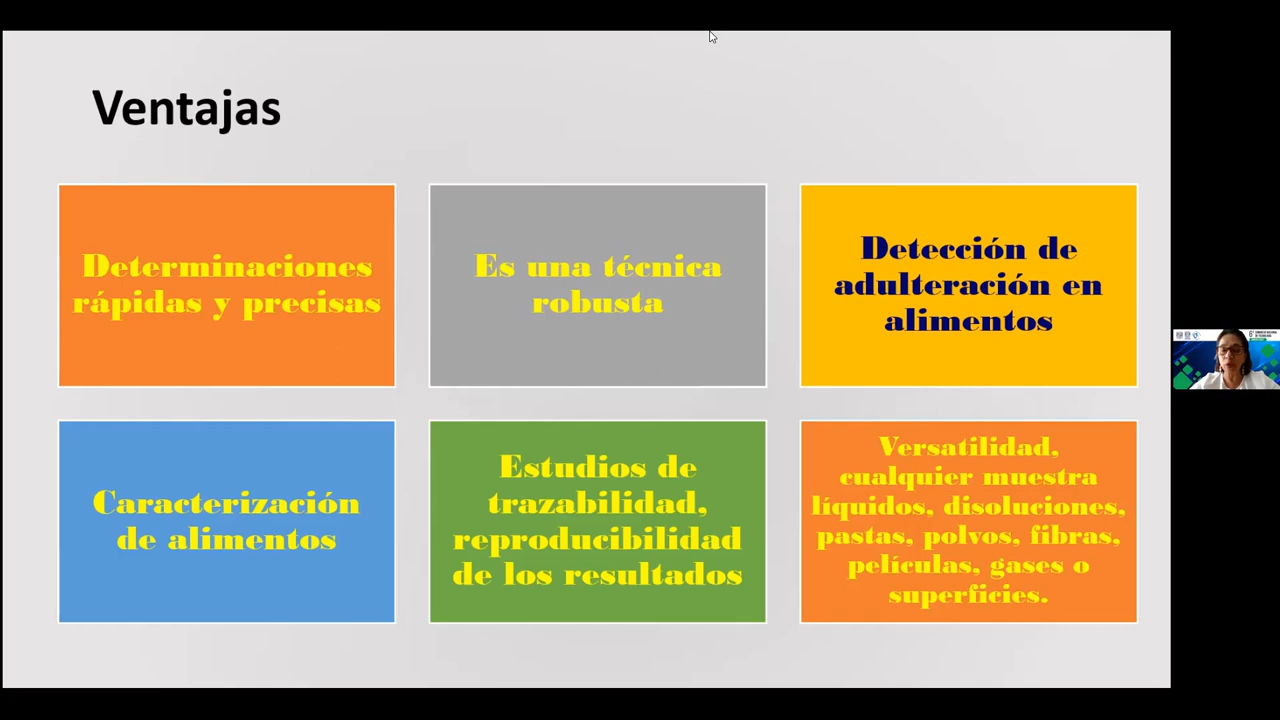 Ventajas
Determinaciones
rápidas y precisas
Es una técnica
robusta
Detección de
adulteración en
alimentos
Caracterización
de alimentos
Estudios de
trazabilidad,
reproducibilidad
de los resultados
Versatilidad,
cualquier muestra
líquidos, disoluciones,
pastas, polvos, fibras,
películas, gases o
superficies.